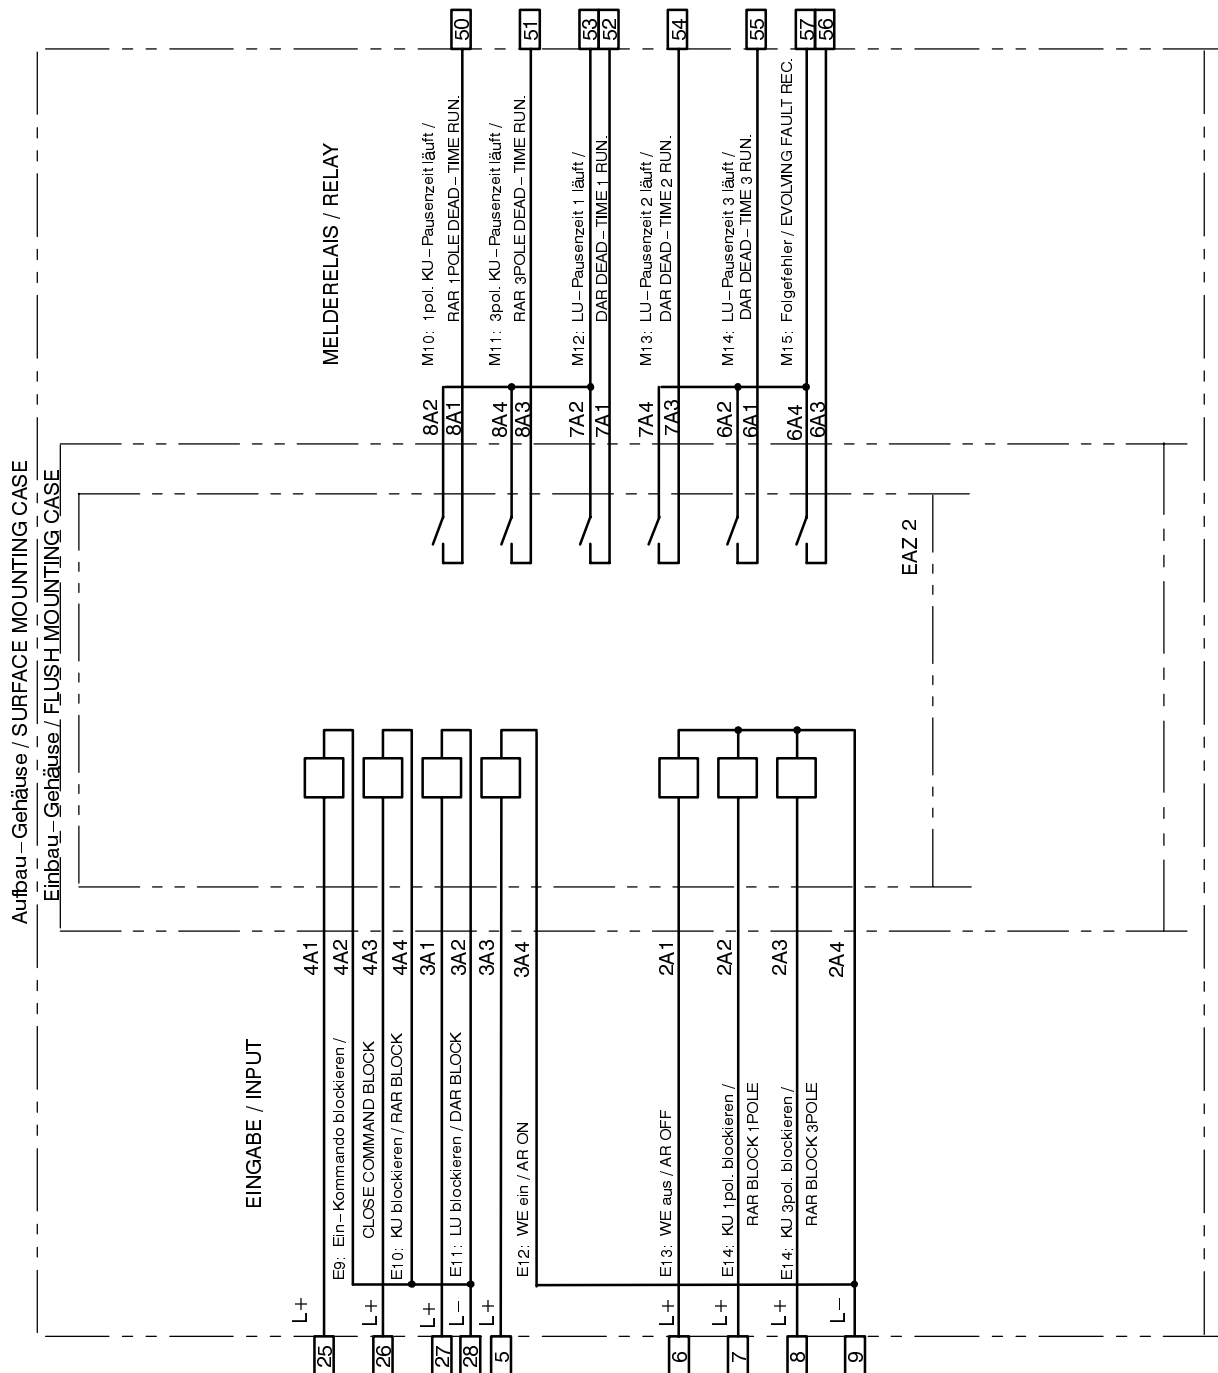 Aufbau-Gehäuse / SURFACE MOUNTING CASE
Einbau-Gehäuse / FLUSH MOUNTING CASE
EINGABE / INPUT
MELDERELAIS / RELAY
EAZ 2
25
26
27
28
5
6
7
8
9
L+
L+
L+
L-
L+
L+
L+
L+
L-
E9: Ein-Kommando blockieren /
CLOSE COMMAND BLOCK
E10: KU blockieren / RAR BLOCK
E11: LU blockieren / DAR BLOCK
E12: WE ein / AR ON
E13: WE aus / AR OFF
E14: KU 1pol. blockieren /
RAR BLOCK 1POLE
E14: KU 3pol. blockieren /
RAR BLOCK 3POLE
4A1
4A2
4A3
4A4
3A1
3A2
3A3
3A4
2A1
2A2
2A3
2A4
8A2
8A1
8A4
8A3
7A2
7A1
7A4
7A3
6A2
6A1
6A4
6A3
M10: 1pol. KU-Pausenzeit läuft /
RAR 1POLE DEAD-TIME RUN.
M11: 3pol. KU-Pausenzeit läuft /
RAR 3POLE DEAD-TIME RUN.
M12: LU-Pausenzeit 1 läuft /
DAR DEAD-TIME 1 RUN.
M13: LU-Pausenzeit 2 läuft /
DAR DEAD-TIME 2 RUN.
M14: LU-Pausenzeit 3 läuft /
DAR DEAD-TIME 3 RUN.
M15: Folgefehler / EVOLVING FAULT REC.
50
51
53
52
54
55
57
56